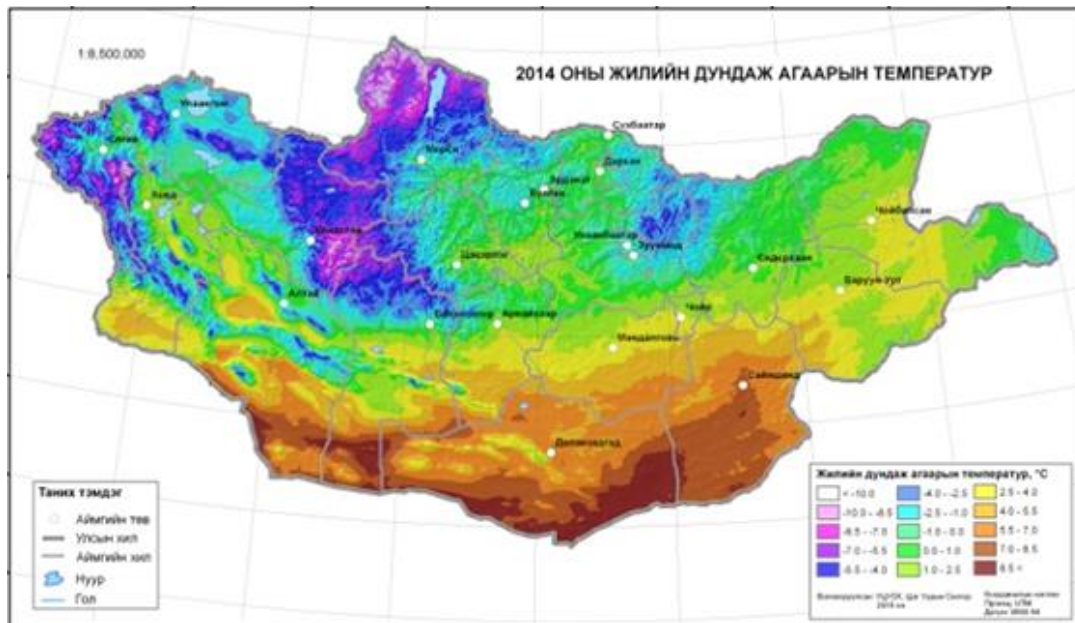 1:8,500,000
2014 ОНЫ ЖИЛИЙН ДУНДАЖ АГААРЫН ТЕМПЕРАТУР
Улаангом
Сүхбаатар
Мөрөн
Дархан
Эрдэнэт
Булган
Ховд
Чойбалсан
Улаанбаатар
Зуунмод
Улиастай
Цэцэрлэг
Баруун-Урт
Алтай
Баянхонгор
Арвайхээр
Чойр
Мандалговь
Сайншанд
Даланзадгад
Таних тэмдэг
Аймгийн төв
Улсын хил
Аймгийн хил
Нуур
Гол
Жилийн дундаж агаарын температур, °C
< -10.0
-4.0 - -2.5
2.5 - 4.0
-10.0 - -8.5
-2.5 - -1.0
4.0 - 5.5
-8.5 - -7.0
-1.0 - 0.0
5.5 - 7.0
-7.0 - -5.5
0.0 - 1.0
7.0 - 8.5
-5.5 - -4.0
1.0 - 2.5
8.5 <